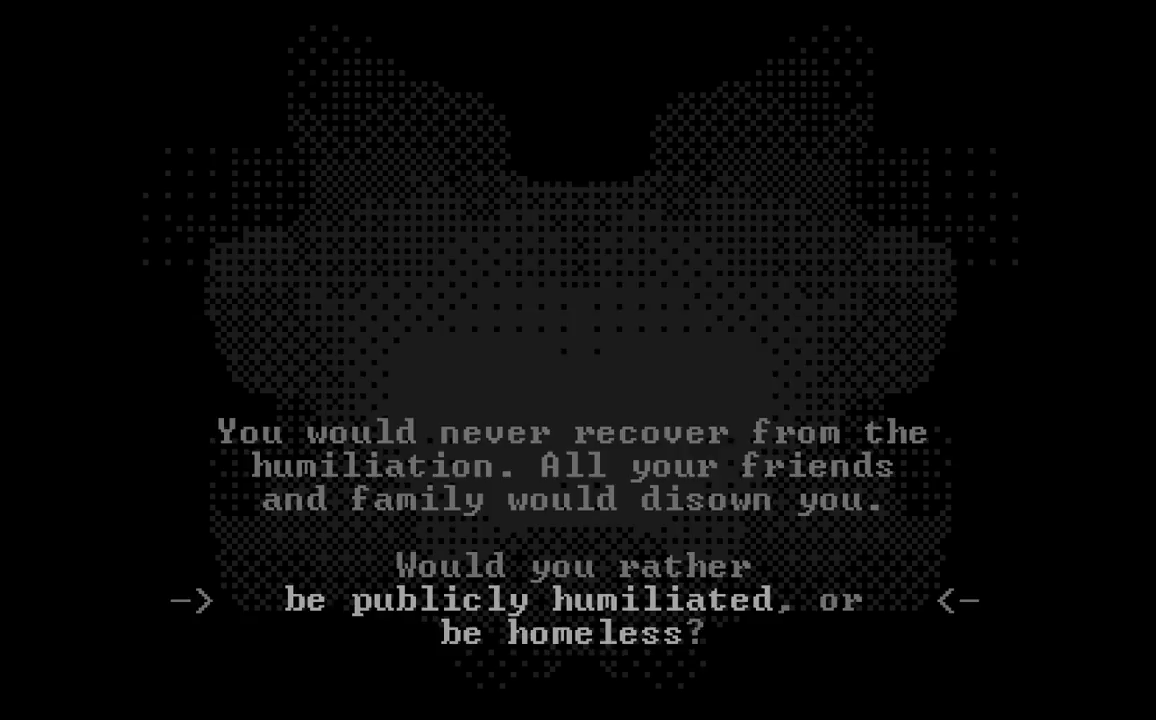 You would never recover from the
humiliation. All your friends
and family would disown you.
Would you rather
-> be publicly humiliated, or <-
be homeless?